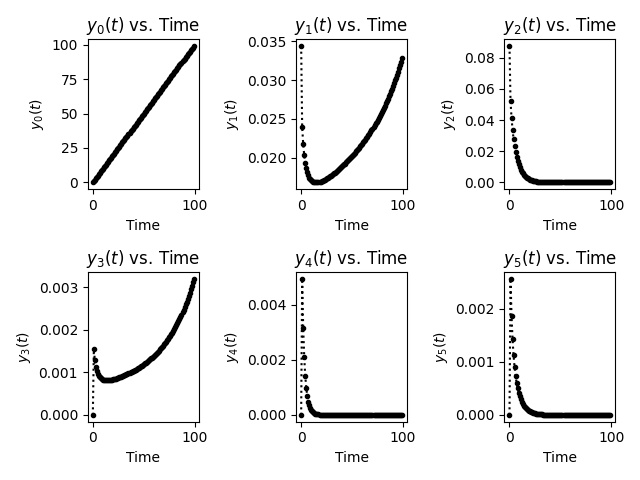 y₀(t) vs. Time
y₀(t)
100
75
50
25
0
0
100
Time
y₁(t) vs. Time
y₁(t)
0.035
0.030
0.025
0.020
0
100
Time
y₂(t) vs. Time
y₂(t)
0.08
0.06
0.04
0.02
0.00
0
100
Time
y₃(t) vs. Time
y₃(t)
0.003
0.002
0.001
0.000
0
100
Time
y₄(t) vs. Time
y₄(t)
0.004
0.002
0.000
0
100
Time
y₅(t) vs. Time
y₅(t)
0.002
0.001
0.000
0
100
Time